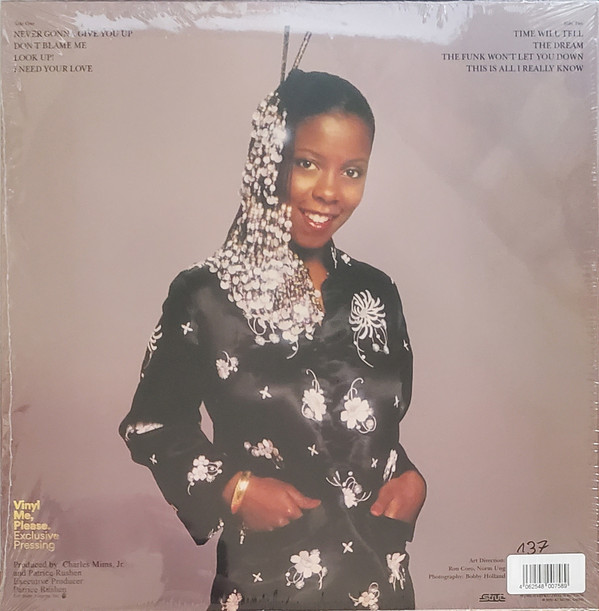 Side One
NEVER GONNA GIVE YOU UP
DON'T BLAME ME
LOOK UP!
I NEED YOUR LOVE
Side Two
TIME WILL TELL
THE DREAM
THE FUNK WON'T LET YOU DOWN
THIS IS ALL I REALLY KNOW
Vinyl
Me,
Please.
Exclusive
Pressing
Produced by Charles Mims, Jr.
and Patrice Rushen
Executive Producer
Patrice Rushen
137
Art Direction:
Ron Coro, Norm Ung
Photography: Bobby Holland
4 062548 007589